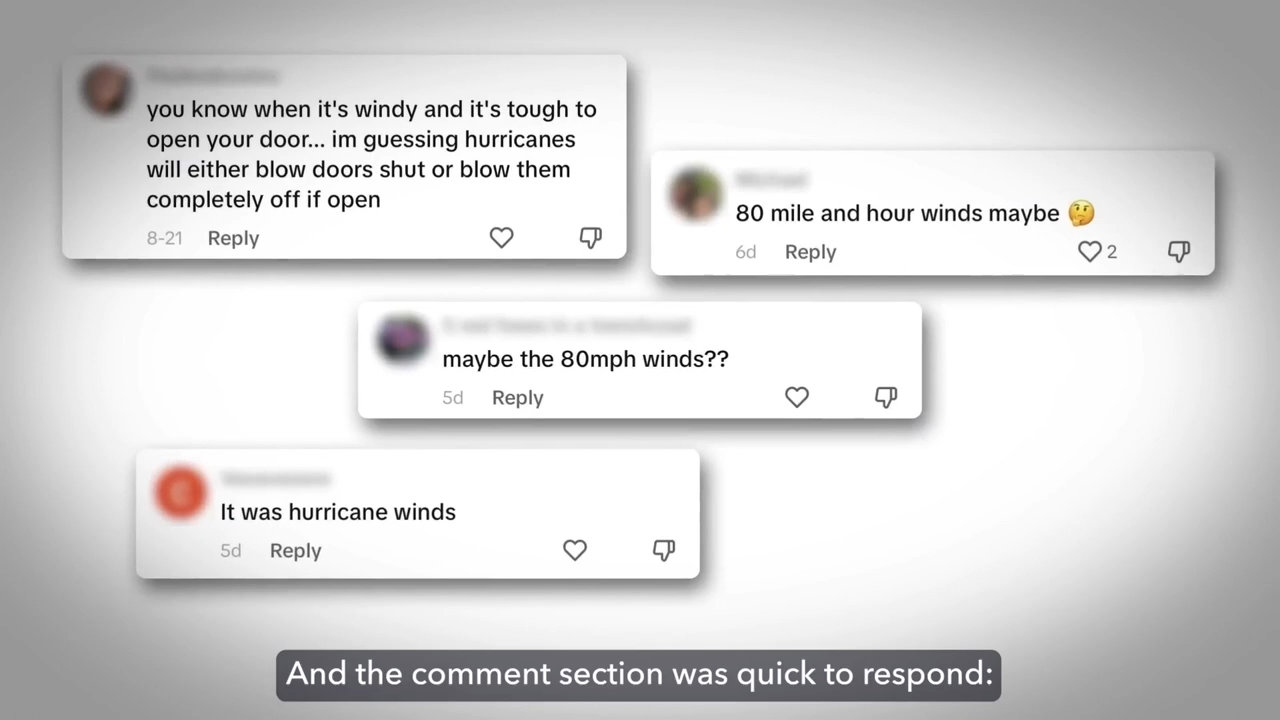 you know when it's windy and it's tough to
open your door... im guessing hurricanes
will either blow doors shut or blow them
completely off if open
8-21 Reply
80 mile and hour winds maybe 🤔
6d Reply 2
maybe the 80mph winds??
5d Reply
It was hurricane winds
5d Reply
And the comment section was quick to respond: